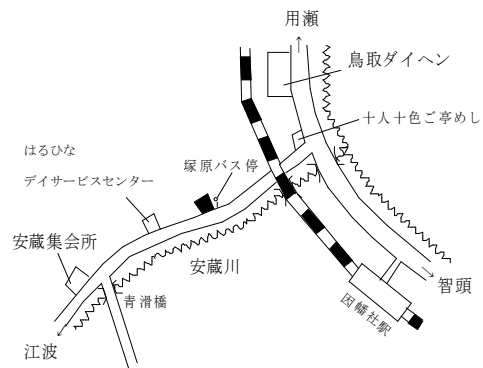 用瀬
鳥取ダイヘン
十人十色ご亭めし
はるひな
デイサービスセンター
塚原バス停
安蔵集会所
安蔵川
青滑橋
智頭
因幡社駅
江波